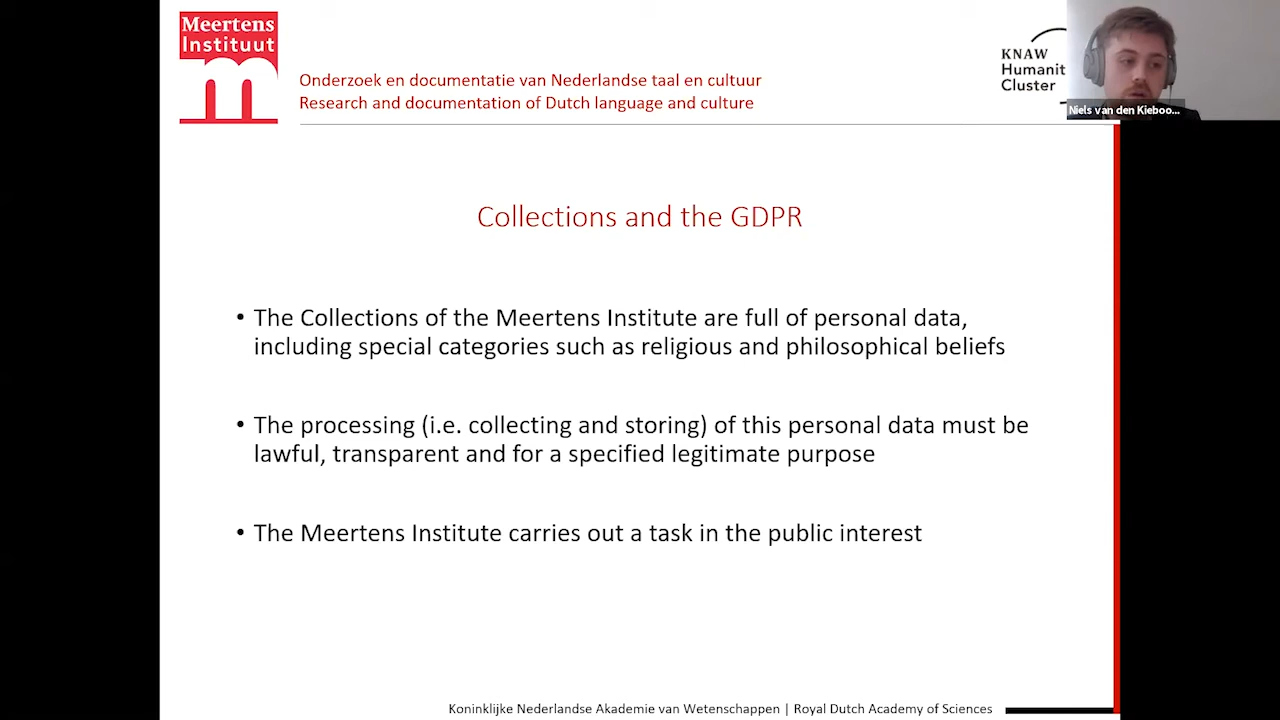 Meertens
Instituut
Onderzoek en documentatie van Nederlandse taal en cultuur
Research and documentation of Dutch language and culture
KNAW
Humanit
Cluster
Niels van den Kieboo...
Collections and the GDPR
• The Collections of the Meertens Institute are full of personal data,
including special categories such as religious and philosophical beliefs
• The processing (i.e. collecting and storing) of this personal data must be
lawful, transparent and for a specified legitimate purpose
• The Meertens Institute carries out a task in the public interest
Koninklijke Nederlandse Akademie van Wetenschappen | Royal Dutch Academy of Sciences